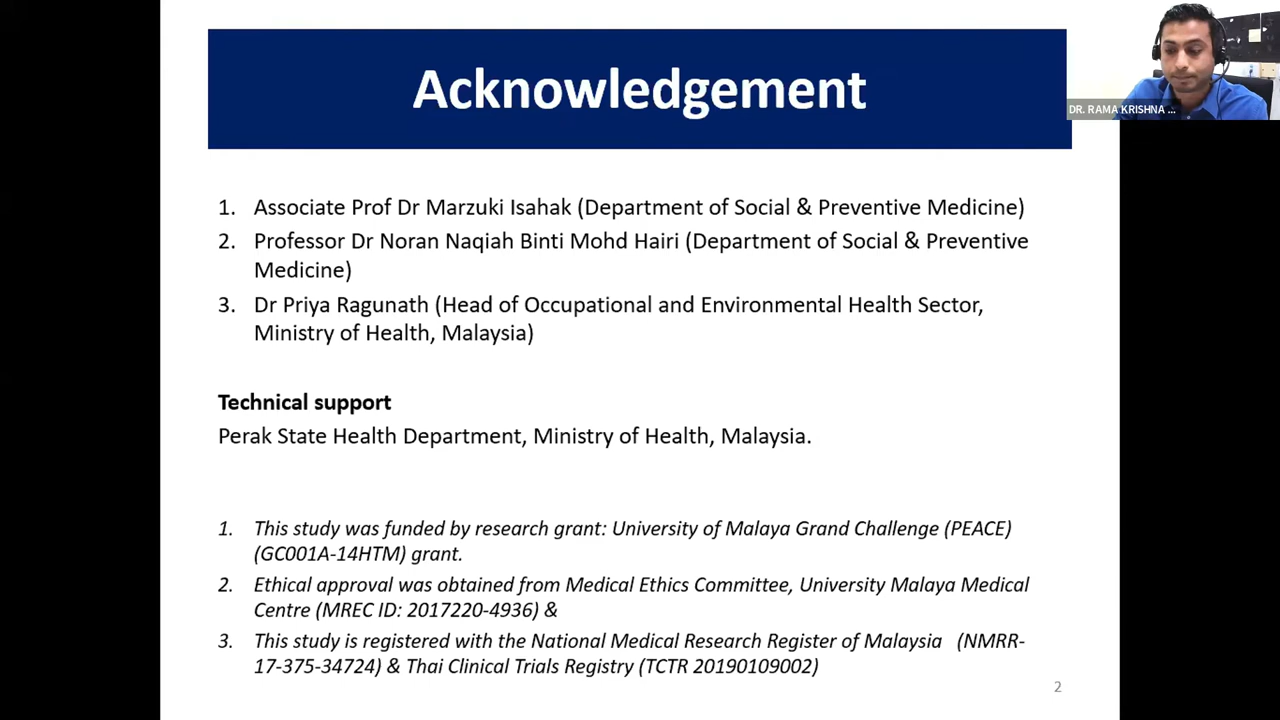 Acknowledgement
DR. RAMA KRISHNA ...
1. Associate Prof Dr Marzuki Isahak (Department of Social & Preventive Medicine)
2. Professor Dr Noran Naqiah Binti Mohd Hairi (Department of Social & Preventive
Medicine)
3. Dr Priya Ragunath (Head of Occupational and Environmental Health Sector,
Ministry of Health, Malaysia)
Technical support
Perak State Health Department, Ministry of Health, Malaysia.
1. This study was funded by research grant: University of Malaya Grand Challenge (PEACE)
(GC001A-14HTM) grant.
2. Ethical approval was obtained from Medical Ethics Committee, University Malaya Medical
Centre (MREC ID: 2017220-4936) &
3. This study is registered with the National Medical Research Register of Malaysia (NMRR-
17-375-34724) & Thai Clinical Trials Registry (TCTR 20190109002)
2